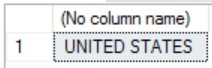 (No column name)
1 UNITED STATES